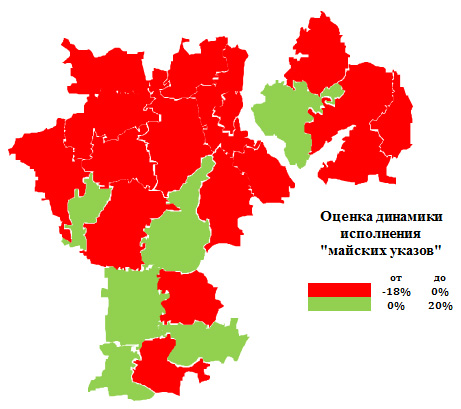 Оценка динамики
исполнения
"майских указов"
от до
-18% 0%
0% 20%